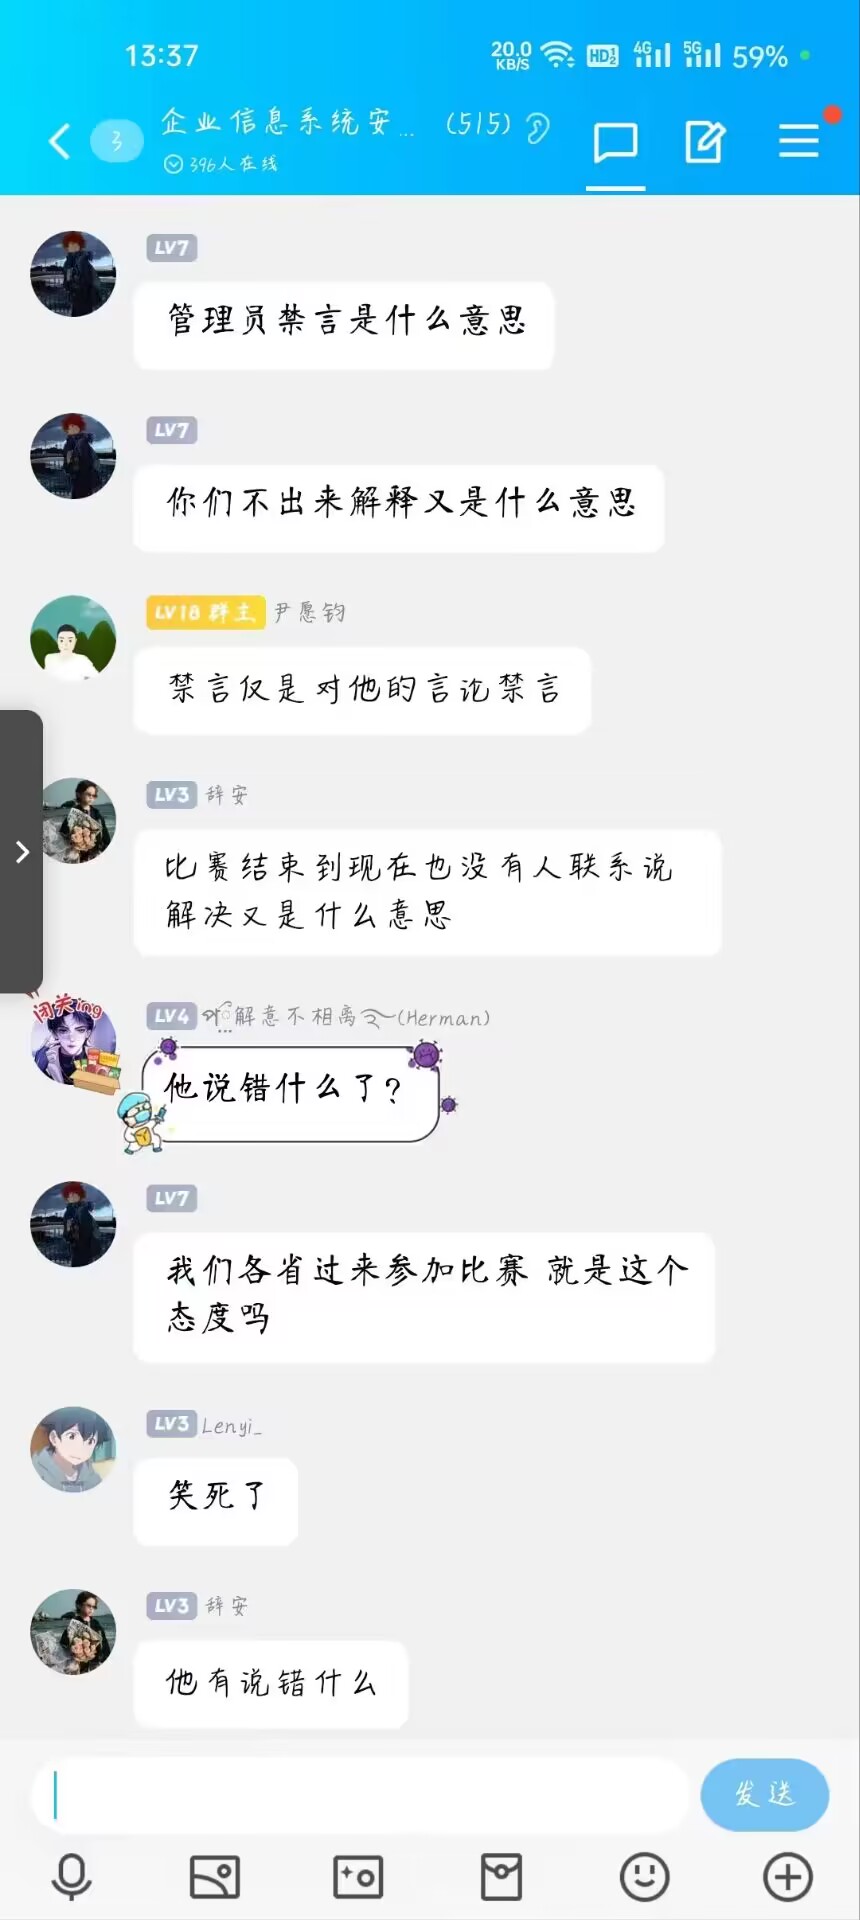 13:37
20.0 KB/S HD 1 2 4G 5G 59%
3 企业信息系统安... (515)
396人在线
LV7
管理员禁言是什么意思
LV7
你们不出来解释又是什么意思
LV18 群主 尹愿钧
禁言仅是对他的言论禁言
LV3 辞安
比赛结束到现在也没有人联系说
解决又是什么意思
闭关ing
LV4 解意不相离 (Herman)
他说错什么了?
LV7
我们各省过来参加比赛 就是这个
态度吗
LV3 Lenyi_
笑死了
LV3 辞安
他有说错什么
发送